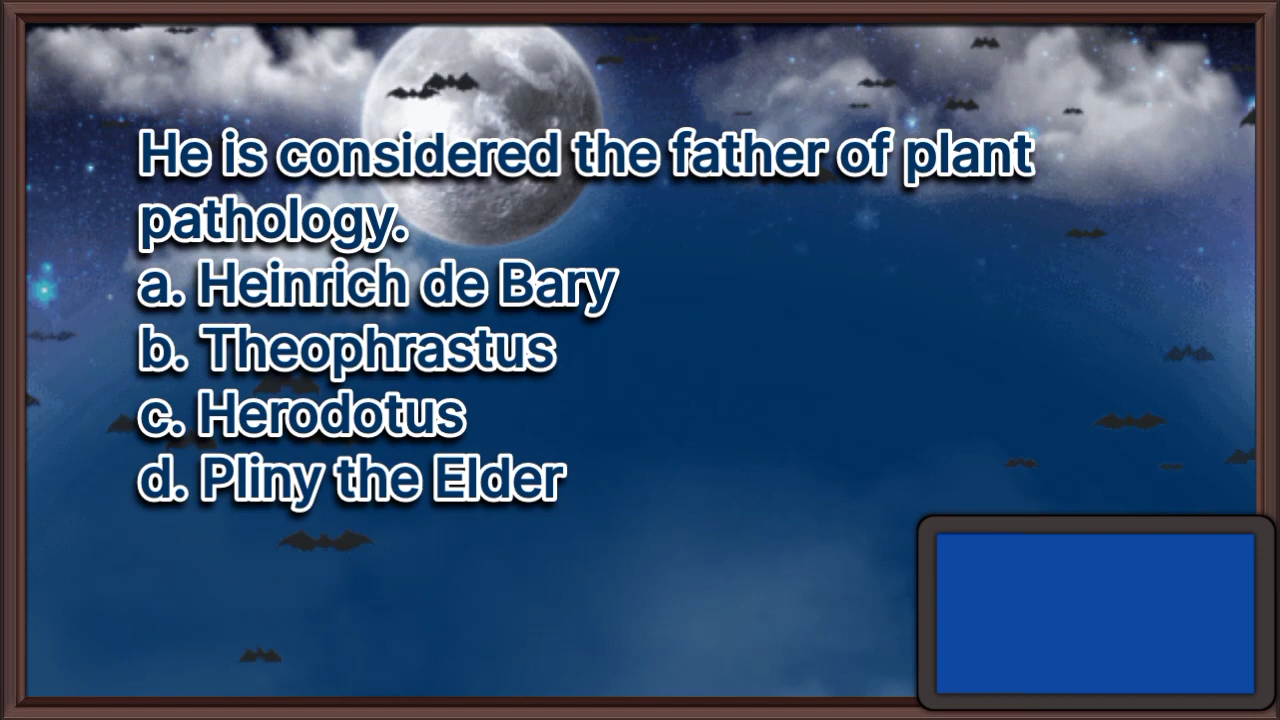 He is considered the father of plant
pathology.
a. Heinrich de Bary
b. Theophrastus
c. Herodotus
d. Pliny the Elder